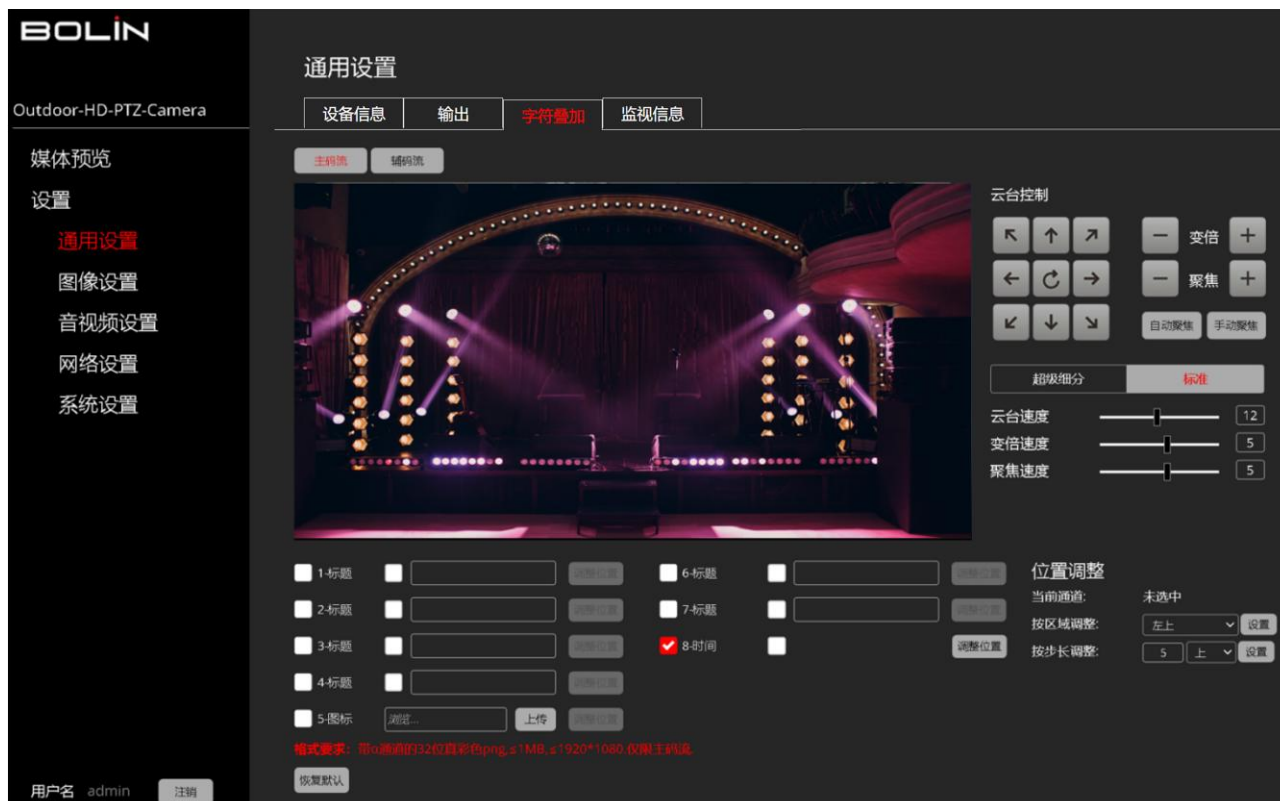 BOLIN
Outdoor-HD-PTZ-Camera
媒体预览
设置
通用设置
图像设置
音视频设置
网络设置
系统设置
用户名 admin 注销
通用设置
设备信息 输出 字符叠加 监视信息
主码流 辅码流
云台控制
变倍
聚焦
自动聚焦 手动聚焦
超级细分 标准
云台速度 12
变倍速度 5
聚焦速度 5
1-标题 调整位置 6-标题 调整位置
2-标题 调整位置 7-标题 调整位置
3-标题 调整位置 8-时间 调整位置
4-标题 调整位置
5-图标 浏览... 上传 调整位置
位置调整
当前通道: 未选中
按区域调整: 左上 设置
按步长调整: 5 上 设置
格式要求: 带α通道的32位真彩色png,≤1MB,≤1920*1080.仅限主码流.
恢复默认